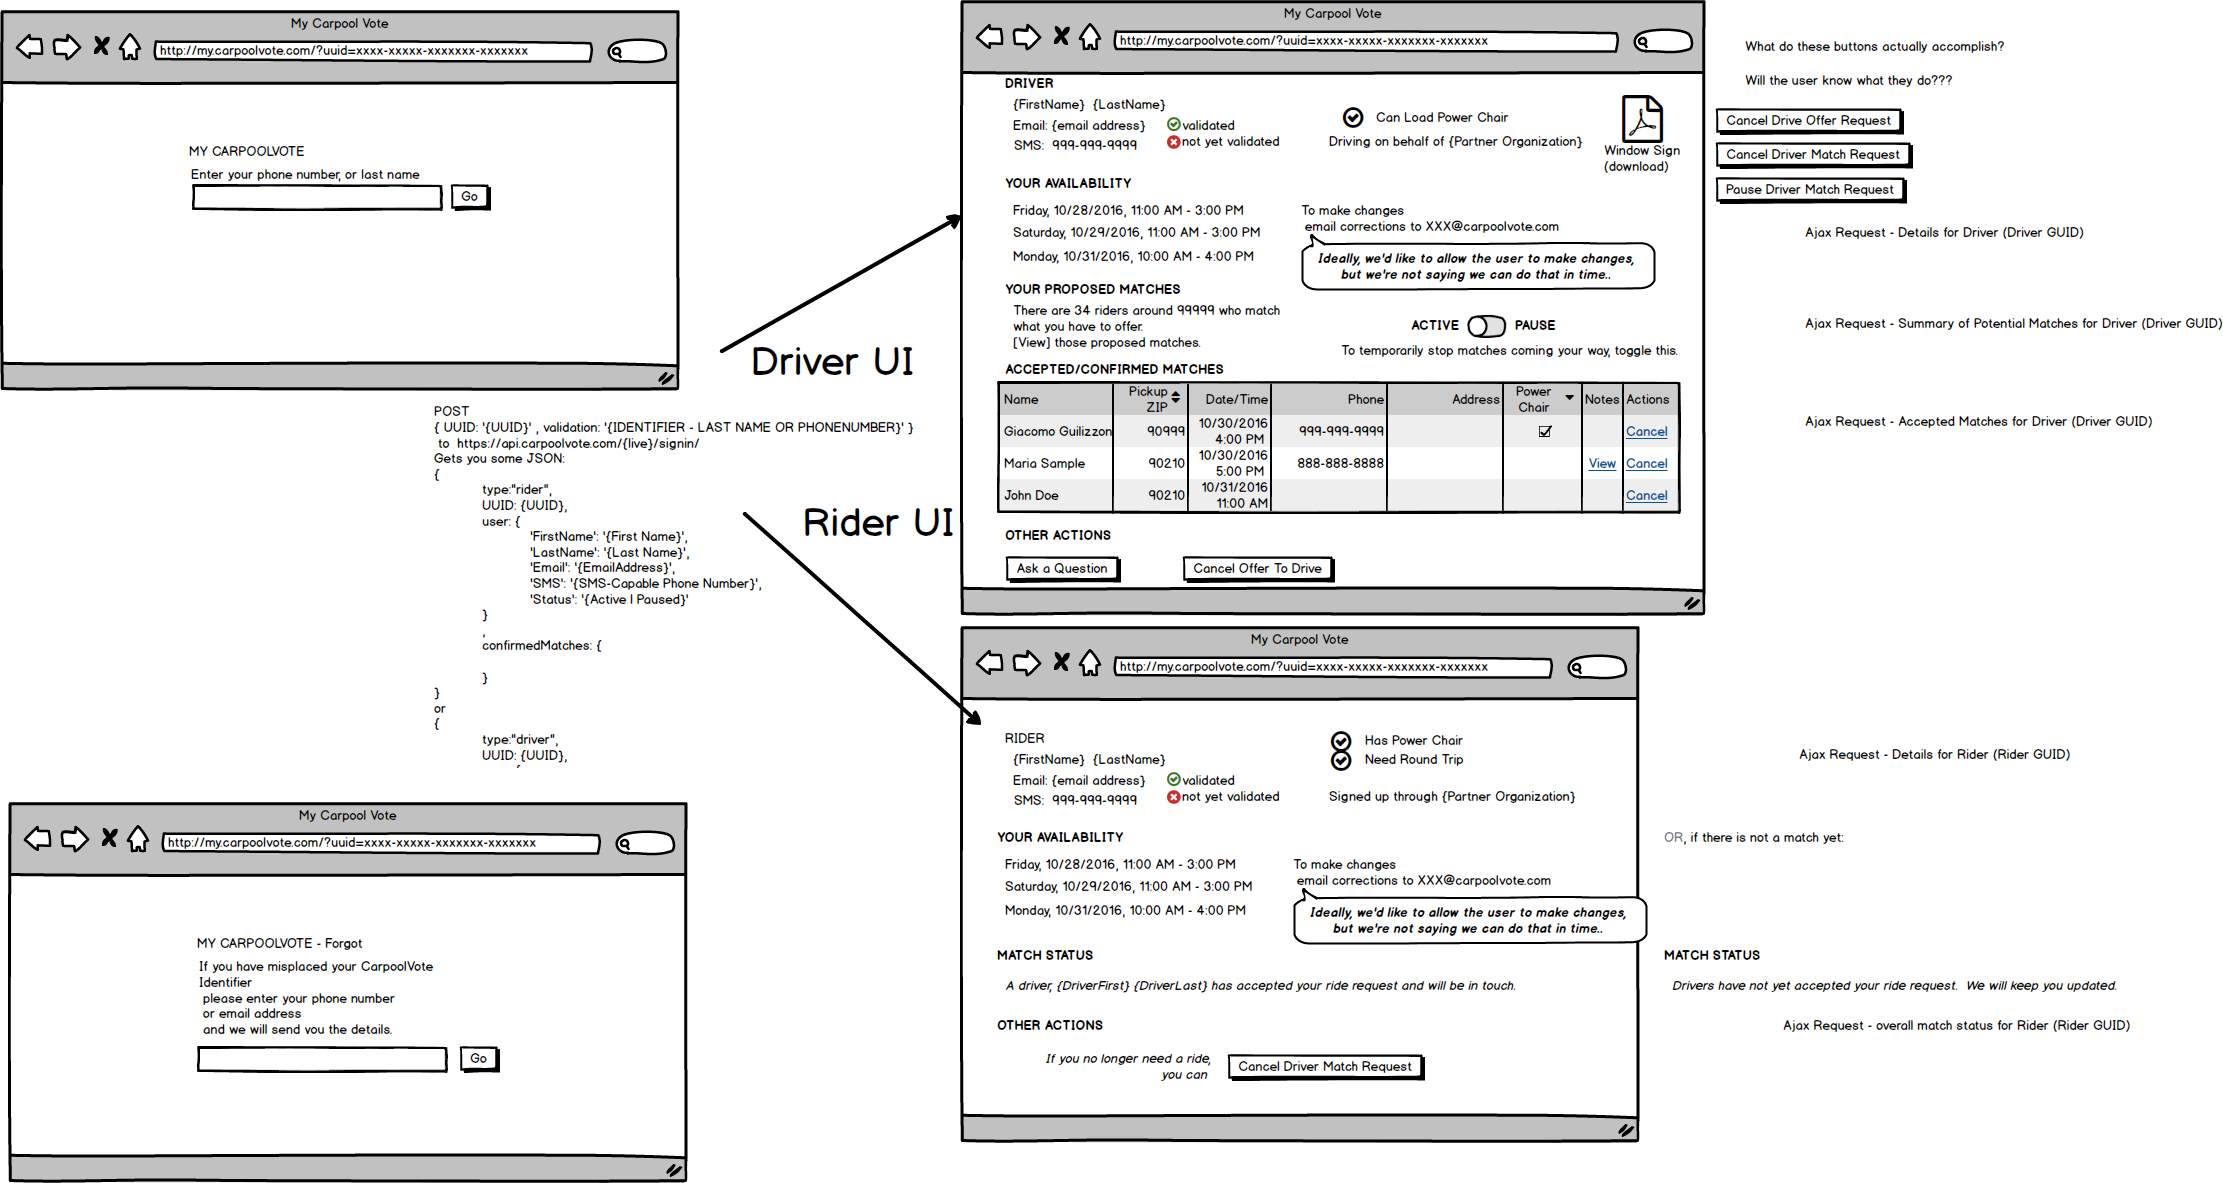 My Carpool Vote
http://my.carpoolvote.com/?uuid=xxxx-xxxxx-xxxxxxx-xxxxxxx
MY CARPOOLVOTE
Enter your phone number, or last name
Go
Driver UI
Rider UI
POST
{ UUID: '{UUID}' , validation: '{IDENTIFIER - LAST NAME OR PHONENUMBER}' }
to https://api.carpoolvote.com/{live}/signin/
Gets you some JSON:
{
type:"rider",
UUID: {UUID},
user: {
'FirstName': '{First Name}',
'LastName': '{Last Name}',
'Email': '{EmailAddress}',
'SMS': '{SMS-Capable Phone Number}',
'Status': '{Active | Paused}'
}
,
confirmedMatches: {
}
}
or
{
type:"driver",
UUID: {UUID},
My Carpool Vote
http://my.carpoolvote.com/?uuid=xxxx-xxxxx-xxxxxxx-xxxxxxx
MY CARPOOLVOTE - Forgot
If you have misplaced your CarpoolVote
Identifier
please enter your phone number
or email address
and we will send you the details.
Go
My Carpool Vote
http://my.carpoolvote.com/?uuid=xxxx-xxxxx-xxxxxxx-xxxxxxx
DRIVER
{FirstName} {LastName}
Email: {email address} validated
SMS: 999-999-9999 not yet validated
Can Load Power Chair
Driving on behalf of {Partner Organization}
Window Sign
(download)
YOUR AVAILABILITY
Friday, 10/28/2016, 11:00 AM - 3:00 PM
Saturday, 10/29/2016, 11:00 AM - 3:00 PM
Monday, 10/31/2016, 10:00 AM - 4:00 PM
To make changes
email corrections to XXX@carpoolvote.com
Ideally, we'd like to allow the user to make changes,
but we're not saying we can do that in time..
YOUR PROPOSED MATCHES
There are 34 riders around 99999 who match
what you have to offer.
[View] those proposed matches.
ACTIVE PAUSE
To temporarily stop matches coming your way, toggle this.
ACCEPTED/CONFIRMED MATCHES
Name Pickup ZIP Date/Time Phone Address Power Chair Notes Actions
Giacomo Guilizzon 90999 10/30/2016 4:00 PM 999-999-9999 Cancel
Maria Sample 90210 10/30/2016 5:00 PM 888-888-8888 View Cancel
John Doe 90210 10/31/2016 11:00 AM Cancel
OTHER ACTIONS
Ask a Question
Cancel Offer To Drive
What do these buttons actually accomplish?
Will the user know what they do???
Cancel Drive Offer Request
Cancel Driver Match Request
Pause Driver Match Request
Ajax Request - Details for Driver (Driver GUID)
Ajax Request - Summary of Potential Matches for Driver (Driver GUID)
Ajax Request - Accepted Matches for Driver (Driver GUID)
My Carpool Vote
http://my.carpoolvote.com/?uuid=xxxx-xxxxx-xxxxxxx-xxxxxxx
RIDER
{FirstName} {LastName}
Email: {email address} validated
SMS: 999-999-9999 not yet validated
Has Power Chair
Need Round Trip
Signed up through {Partner Organization}
YOUR AVAILABILITY
Friday, 10/28/2016, 11:00 AM - 3:00 PM
Saturday, 10/29/2016, 11:00 AM - 3:00 PM
Monday, 10/31/2016, 10:00 AM - 4:00 PM
To make changes
email corrections to XXX@carpoolvote.com
Ideally, we'd like to allow the user to make changes,
but we're not saying we can do that in time..
MATCH STATUS
A driver, {DriverFirst} {DriverLast} has accepted your ride request and will be in touch.
OTHER ACTIONS
If you no longer need a ride,
you can
Cancel Driver Match Request
Ajax Request - Details for Rider (Rider GUID)
OR, if there is not a match yet:
MATCH STATUS
Drivers have not yet accepted your ride request. We will keep you updated.
Ajax Request - overall match status for Rider (Rider GUID)